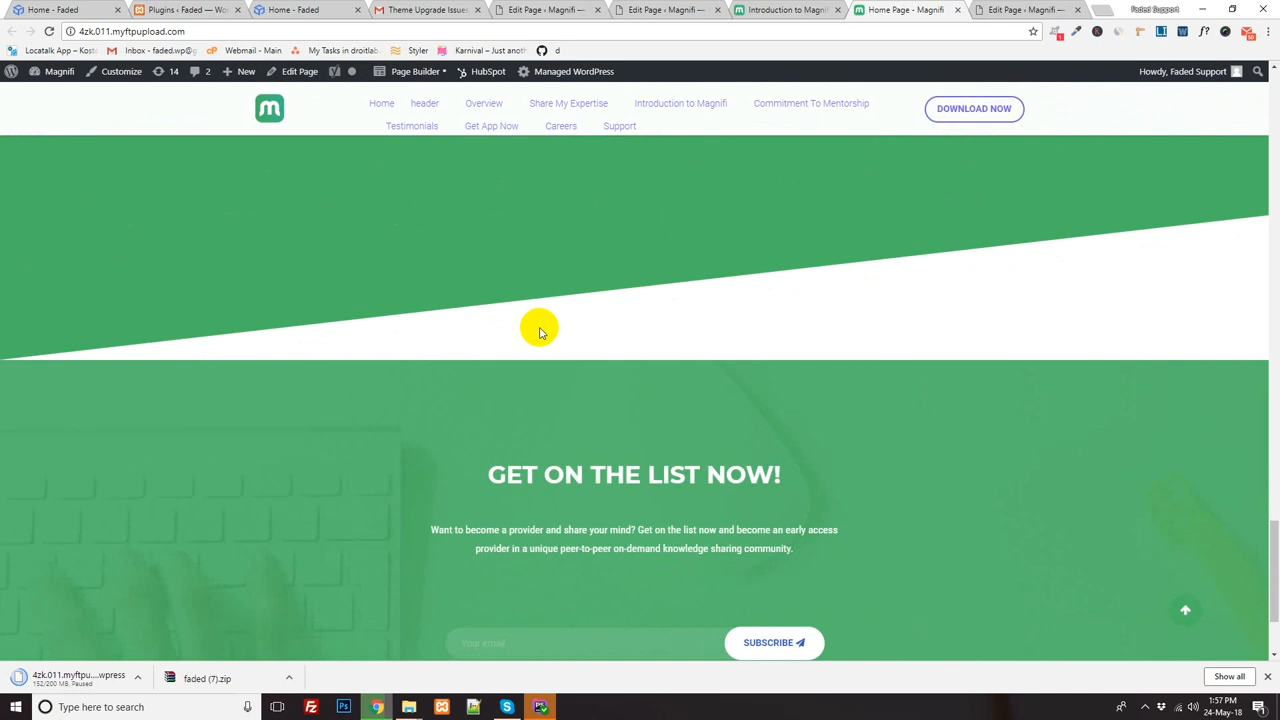 Home - Faded
Plugins ‹ Faded — Wo
Home - Faded
Theme Upgrade Issues
Edit Page ‹ Magnifi —
Edit Page ‹ Magnifi —
Introduction to Magnifi
Home Page - Magnifi
Edit Page ‹ Magnifi —
Faded Support
4zk.011.myftpupload.com
Locatalk App – Kost
Inbox - faded.wp@g
Webmail - Main
My Tasks in droitlab
Styler
Karnival – Just anoth
d
Magnifi
Customize
14
2
New
Edit Page
Page Builder
HubSpot
Managed WordPress
Howdy, Faded Support
m
Home
header
Overview
Share My Expertise
Introduction to Magnifi
Commitment To Mentorship
Testimonials
Get App Now
Careers
Support
DOWNLOAD NOW
GET ON THE LIST NOW!
Want to become a provider and share your mind? Get on the list now and become an early access
provider in a unique peer-to-peer on-demand knowledge sharing community.
Your email
SUBSCRIBE
4zk.011.myftpu....wpress
152/200 MB, Paused
faded (7).zip
Show all
Type here to search
1:57 PM
24-May-18